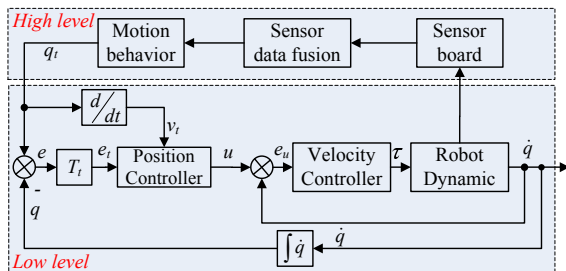 High level
Motion behavior
Sensor data fusion
Sensor board
q_t
d/dt
v_t
e
T_t
e_t
Position Controller
u
e_u
Velocity Controller
τ
Robot Dynamic
q̇
-
q
∫ q̇
q̇
Low level